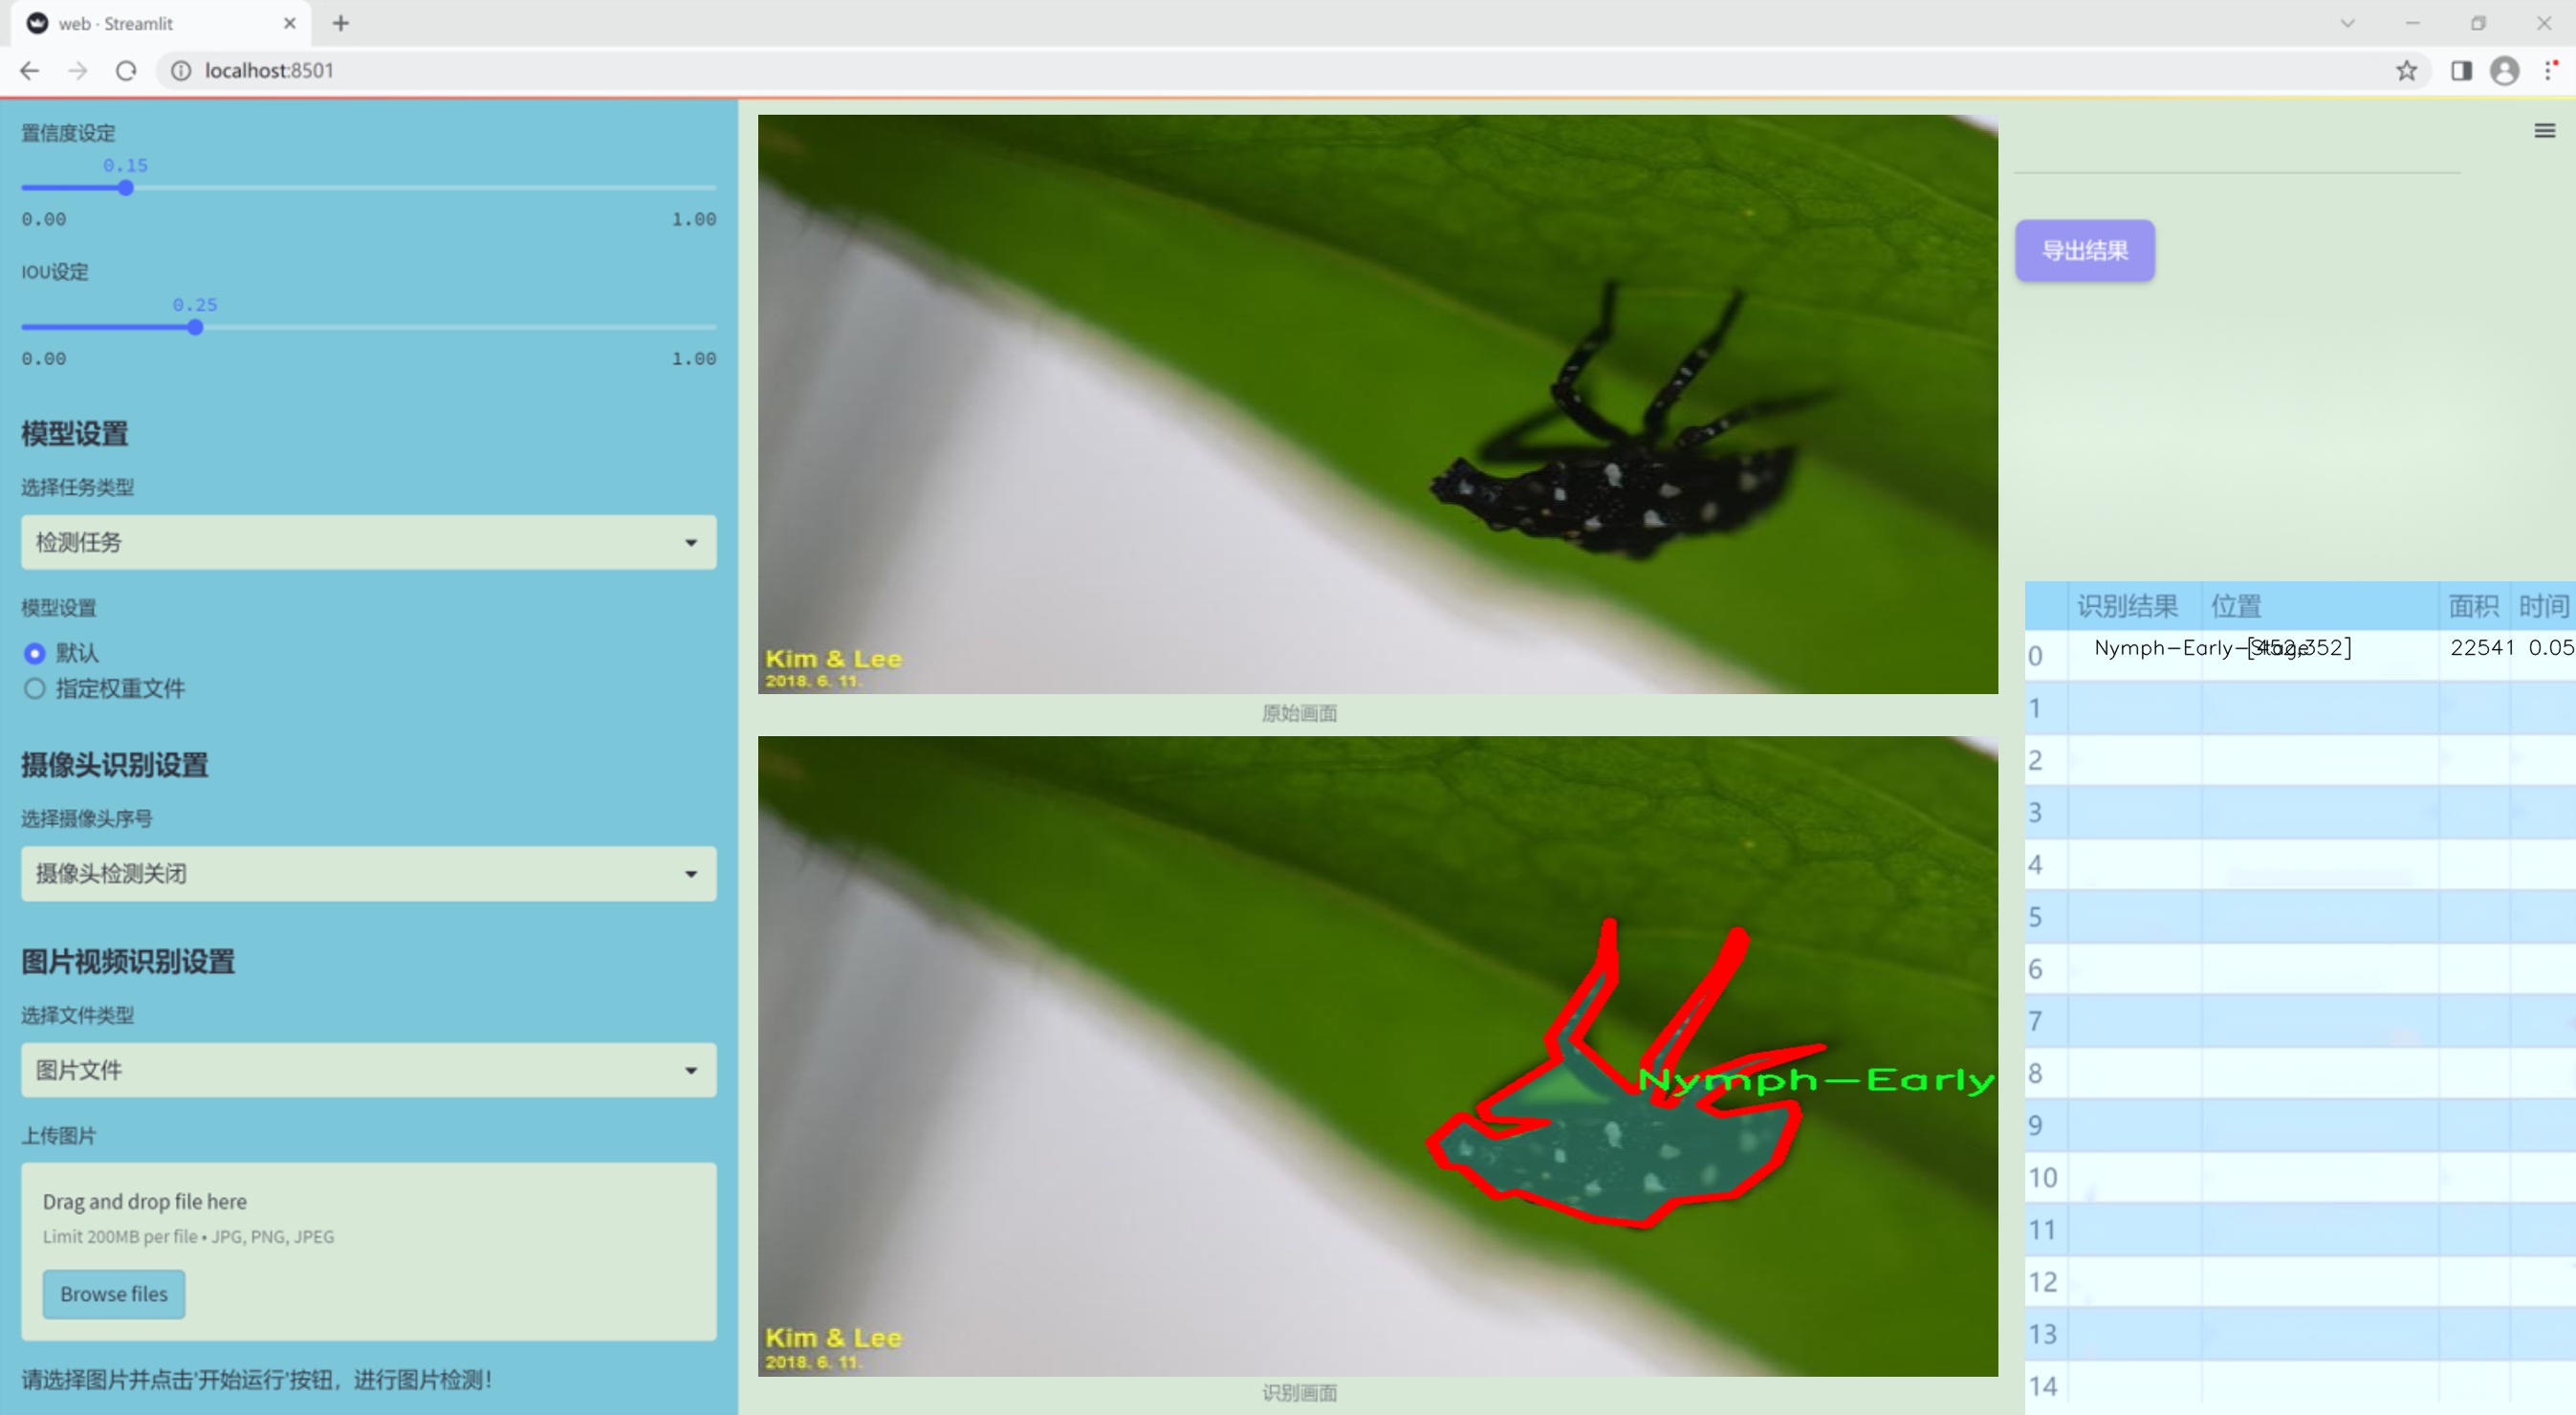 web · Streamlit
localhost:8501
置信度设定
0.15
0.00 1.00
IOU设定
0.25
0.00 1.00
模型设置
选择任务类型
检测任务
模型设置
默认
指定权重文件
摄像头识别设置
选择摄像头序号
摄像头检测关闭
图片视频识别设置
选择文件类型
图片文件
上传图片
Drag and drop file here
Limit 200MB per file • JPG, PNG, JPEG
Browse files
请选择图片并点击'开始运行'按钮，进行图片检测！
Kim & Lee
2018. 6. 11.
原始画面
Nymph-Early
Kim & Lee
2018. 6. 11.
识别画面
导出结果
识别结果 位置 面积 时间
0 Nymph-Early-Stage [452,352] 22541 0.05
1
2
3
4
5
6
7
8
9
10
11
12
13
14